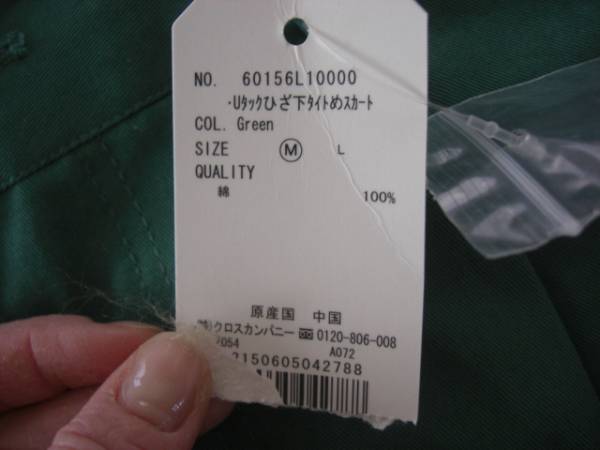 NO. 60156L10000
・Uタックひざ下タイトめスカート
COL. Green
SIZE Ⓜ L
QUALITY
綿 100%
原産国 中国
㈱クロスカンパニー ☎ 0120-806-008
2054 A072
2150605042788